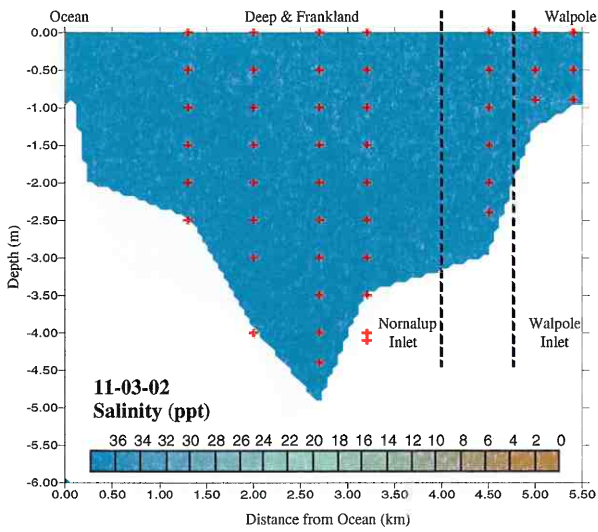 Ocean Deep & Frankland Walpole
0.00
-0.50
-1.00
-1.50
-2.00
-2.50
-3.00
-3.50
-4.00
-4.50
-5.00
-5.50
-6.00
Depth (m)
Nornalup
Inlet
Walpole
Inlet
11-03-02
Salinity (ppt)
36 34 32 30 28 26 24 22 20 18 16 14 12 10 8 6 4 2 0
0.00 0.50 1.00 1.50 2.00 2.50 3.00 3.50 4.00 4.50 5.00 5.50
Distance from Ocean (km)